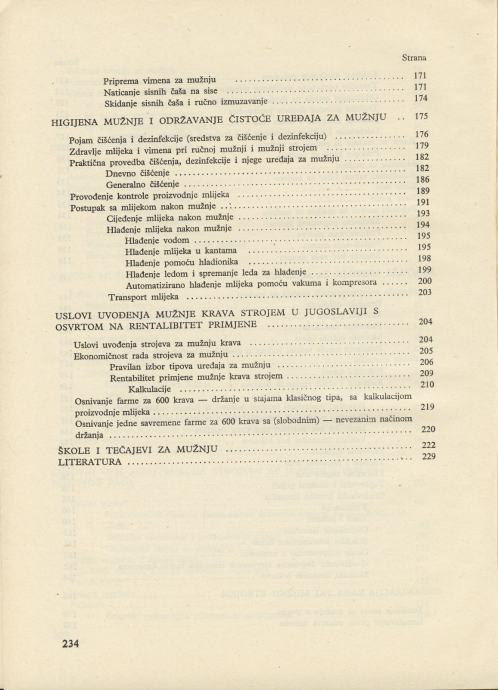 Strana
Priprema vimena za mužnju ........................ 171
Naticanje sisnih čaša na sise ........................ 171
Skidanje sisnih čaša i ručno izmuzavanje ........................ 174
HIGIJENA MUŽNJE I ODRŽAVANJE ČISTOĆE UREĐAJA ZA MUŽNJU .. 175
Pojam čišćenja i dezinfekcije (sredstva za čišćenje i dezinfekciju) ............ 176
Zdravlje mlijeka i vimena pri ručnoj mužnji i mužnji strojem ............ 179
Praktična provedba čišćenja, dezinfekcije i njege uređaja za mužnju ............ 182
Dnevno čišćenje ........................ 182
Generalno čišćenje ........................ 186
Provođenje kontrole proizvodnje mlijeka ........................ 189
Postupak sa mlijekom nakon mužnje ........................ 191
Cijeđenje mlijeka nakon mužnje ........................ 193
Hlađenje mlijeka nakon mužnje ........................ 194
Hlađenje vodom ........................ 195
Hlađenje mlijeka u kantama ........................ 195
Hlađenje pomoću hladionika ........................ 198
Hlađenje ledom i spremanje leda za hlađenje ............ 199
Automatizirano hlađenje mlijeka pomoću vakuma i kompresora ...... 200
Transport mlijeka ........................ 203
USLOVI UVOĐENJA MUŽNJE KRAVA STROJEM U JUGOSLAVIJI S
OSVRTOM NA RENTALIBITET PRIMJENE ........................ 204
Uslovi uvođenja strojeva za mužnju krava ........................ 204
Ekonomičnost rada strojeva za mužnju ........................ 205
Pravilan izbor tipova uređaja za mužnju ........................ 206
Rentabilitet primjene mužnje krava strojem ........................ 209
Kalkulacije ........................ 210
Osnivanje farme za 600 krava — držanje u stajama klasičnog tipa, sa kalkulacijom
proizvodnje mlijeka ........................ 219
Osnivanje jedne savremene farme za 600 krava sa (slobodnim) — nevezanim načinom
držanja ........................ 220
ŠKOLE I TEČAJEVI ZA MUŽNJU ........................ 222
LITERATURA ........................ 229
234